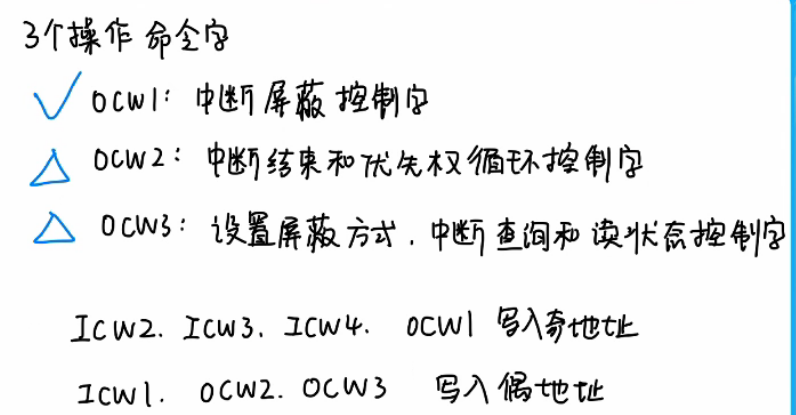 3个操作命令字
OCW1: 中断屏蔽控制字
OCW2: 中断结束和优先权循环控制字
OCW3: 设置屏蔽方式.中断查询和读状态控制字
ICW2. ICW3. ICW4. OCW1 写入奇地址
ICW1. OCW2. OCW3 写入偶地址